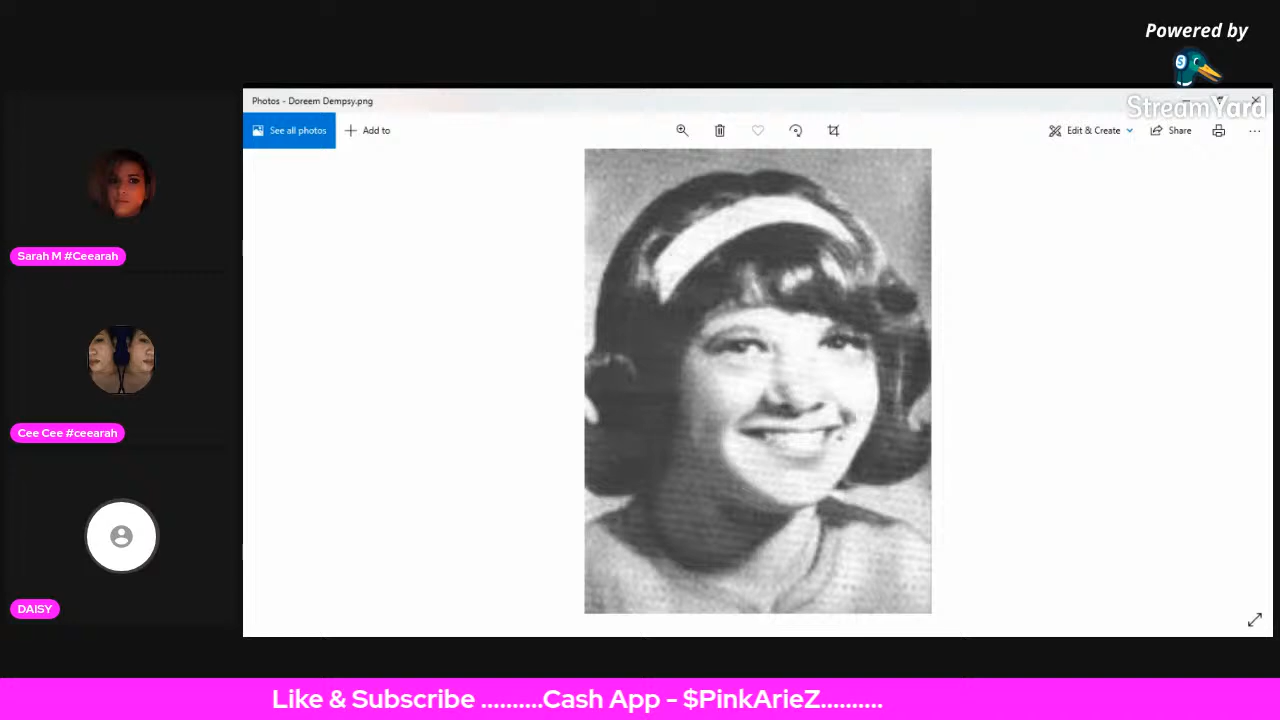 Powered by
StreamYard
Photos - Doreem Dempsy.png
See all photos
Add to
Edit & Create
Share
Sarah M #Ceearah
Cee Cee #ceearah
DAISY
Like & Subscribe ..........Cash App - $PinkArieZ..........